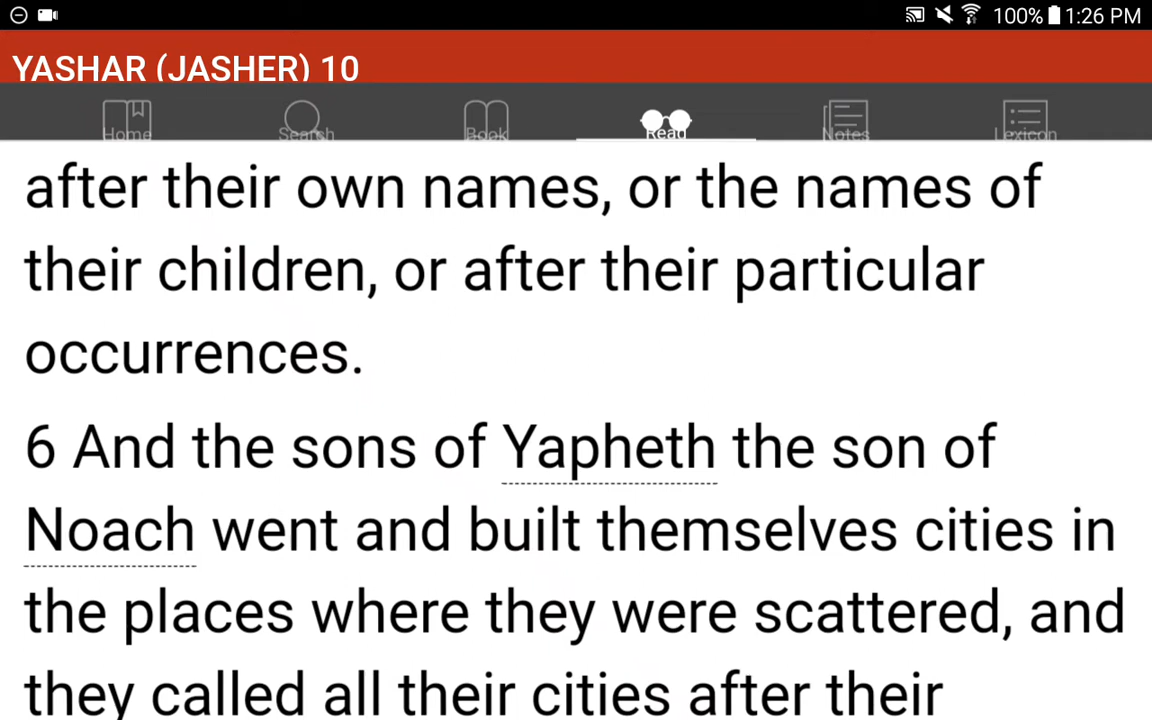 100% 1:26 PM
YASHAR (JASHER) 10
Home Search Book Read Notes Lexicon
after their own names, or the names of
their children, or after their particular
occurrences.
6 And the sons of Yapheth the son of
Noach went and built themselves cities in
the places where they were scattered, and
they called all their cities after their